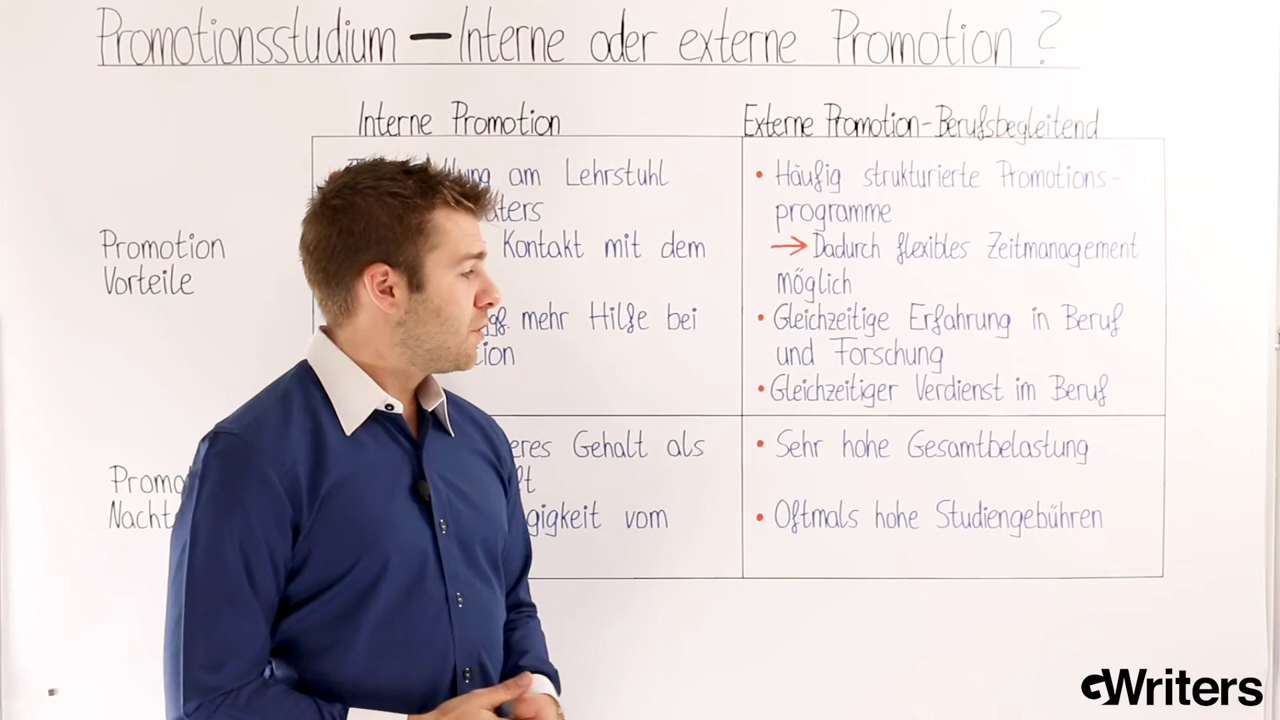 Promotionsstudium – Interne oder externe Promotion?
Interne Promotion
Externe Promotion - Berufsbegleitend
Promotion
Vorteile
am Lehrstuhl
Kontakt mit dem
ggf. mehr Hilfe bei
• Häufig strukturierte Promotions-
programme
→ Dadurch flexibles Zeitmanagement
möglich
• Gleichzeitige Erfahrung in Beruf
und Forschung
• Gleichzeitiger Verdienst im Beruf
Gehalt als
vom
• Sehr hohe Gesamtbelastung
• Oftmals hohe Studiengebühren
cWriters